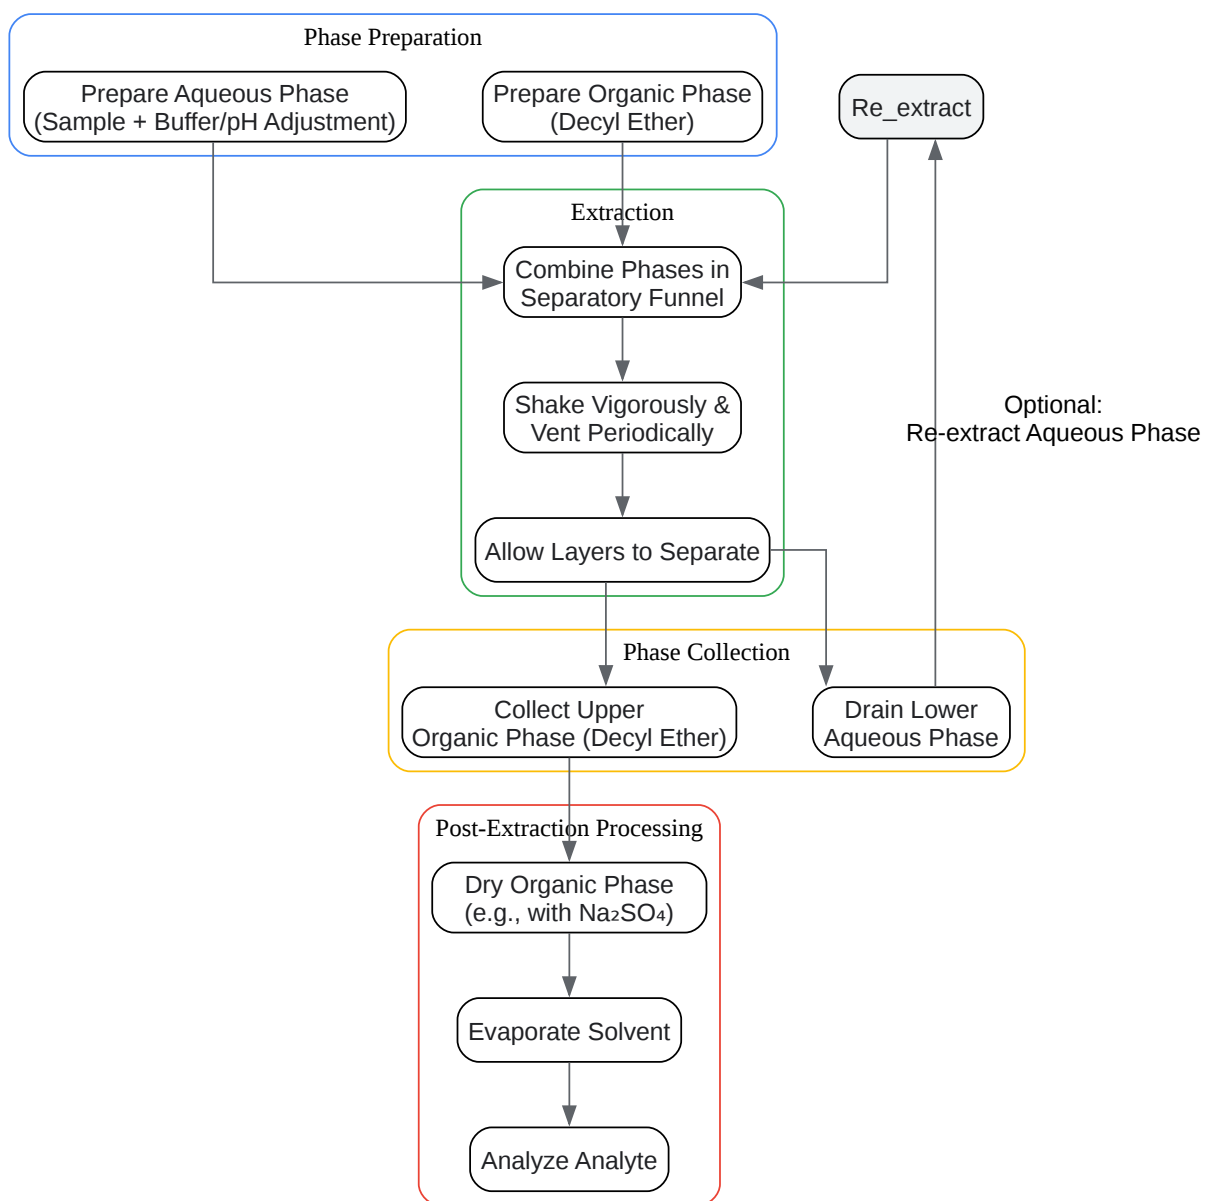 Phase Preparation
Prepare Aqueous Phase
(Sample + Buffer/pH Adjustment)
Prepare Organic Phase
(Decyl Ether)
Re_extract
Extraction
Combine Phases in
Separatory Funnel
Shake Vigorously &
Vent Periodically
Optional:
Re-extract Aqueous Phase
Allow Layers to Separate
Phase Collection
Collect Upper
Organic Phase (Decyl Ether)
Drain Lower
Aqueous Phase
Post-Extraction Processing
Dry Organic Phase
(e.g., with Na₂SO₄)
Evaporate Solvent
Analyze Analyte